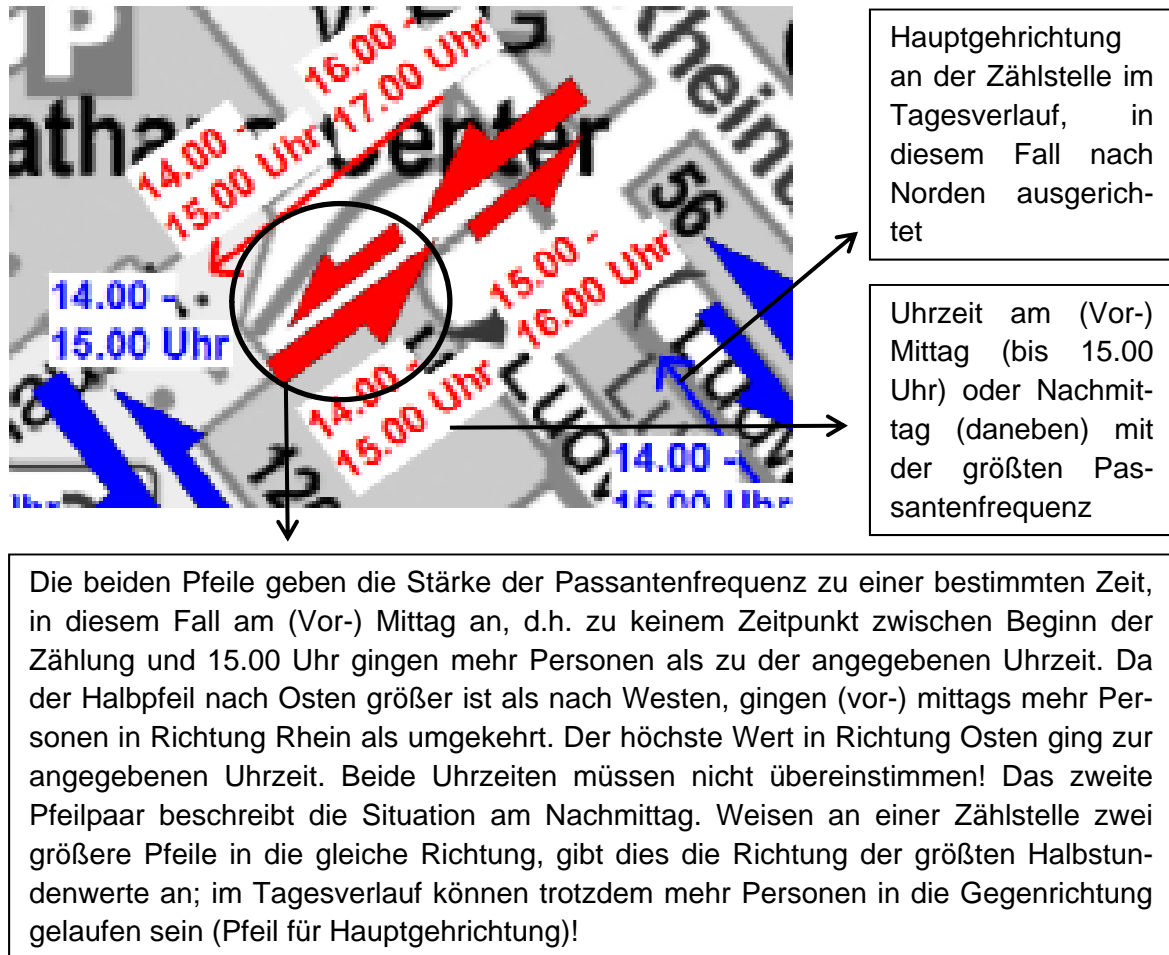 P
16.00 -
17.00 Uhr
14.00 -
15.00 Uhr
14.00 -
15.00 Uhr
56
15.00 -
16.00 Uhr
14.00 -
15.00 Uhr
14.00 -
15.00 Uhr
Uhr
Hauptgehrichtung
an der Zählstelle im
Tagesverlauf, in
diesem Fall nach
Norden ausgerich-
tet
Uhrzeit am (Vor-)
Mittag (bis 15.00
Uhr) oder Nachmit-
tag (daneben) mit
der größten Pas-
santenfrequenz
Die beiden Pfeile geben die Stärke der Passantenfrequenz zu einer bestimmten Zeit,
in diesem Fall am (Vor-) Mittag an, d.h. zu keinem Zeitpunkt zwischen Beginn der
Zählung und 15.00 Uhr gingen mehr Personen als zu der angegebenen Uhrzeit. Da
der Halbpfeil nach Osten größer ist als nach Westen, gingen (vor-) mittags mehr Per-
sonen in Richtung Rhein als umgekehrt. Der höchste Wert in Richtung Osten ging zur
angegebenen Uhrzeit. Beide Uhrzeiten müssen nicht übereinstimmen! Das zweite
Pfeilpaar beschreibt die Situation am Nachmittag. Weisen an einer Zählstelle zwei
größere Pfeile in die gleiche Richtung, gibt dies die Richtung der größten Halbstun-
denwerte an; im Tagesverlauf können trotzdem mehr Personen in die Gegenrichtung
gelaufen sein (Pfeil für Hauptgehrichtung)!